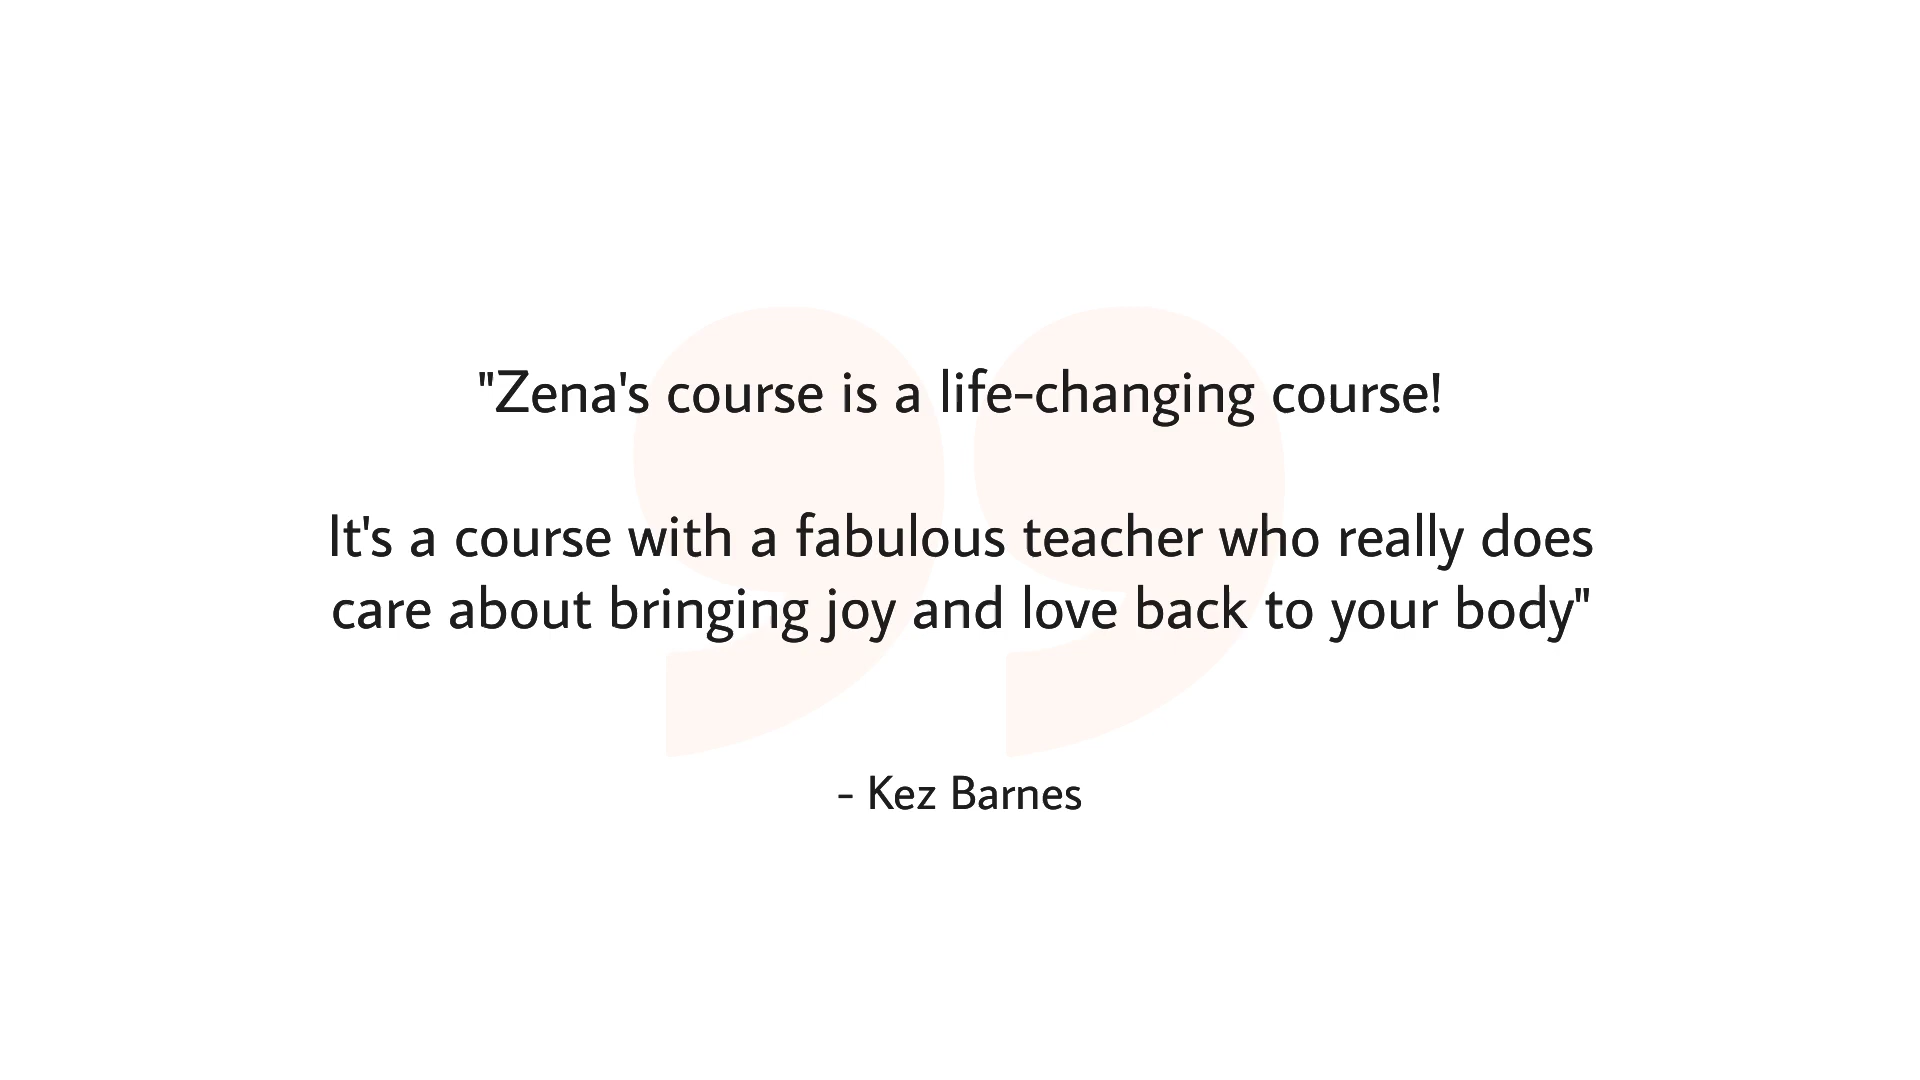 "Zena's course is a life-changing course!
It's a course with a fabulous teacher who really does
care about bringing joy and love back to your body"
- Kez Barnes